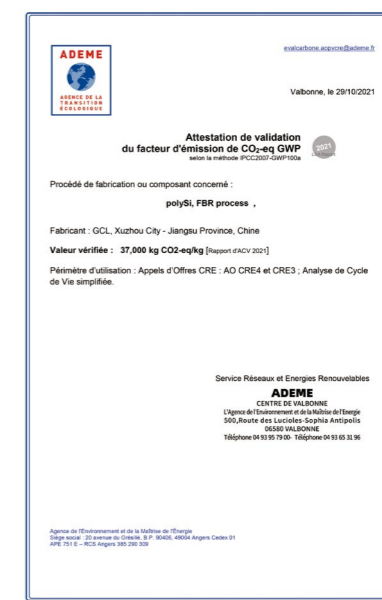 ADEME
AGENCE DE LA
TRANSITION
ÉCOLOGIQUE
evalcarbone.aopvcre@ademe.fr
Valbonne, le 29/10/2021
Attestation de validation
du facteur d'émission de CO₂-eq GWP
selon la méthode IPCC2007-GWP100a
2021
Procédé de fabrication ou composant concerné :
polySi, FBR process ,
Fabricant : GCL, Xuzhou City - Jiangsu Province, Chine
Valeur vérifiée : 37,000 kg CO2-eq/kg [Rapport d'ACV 2021]
Périmètre d'utilisation : Appels d'Offres CRE : AO CRE4 et CRE3 ; Analyse de Cycle
de Vie simplifiée.
Service Réseaux et Energies Renouvelables
ADEME
CENTRE DE VALBONNE
L'Agence de l'Environnement et de la Maîtrise de l'Energie
500,Route des Lucioles-Sophia Antipolis
06580 VALBONNE
Téléphone 04 93 95 79 00- Téléphone 04 93 65 31 96
Agence de l'Environnement et de la Maîtrise de l'Énergie
Siège social : 20 avenue du Grésillé, B.P. 90406, 49004 Angers Cedex 01
APE 751 E – RCS Angers 385 290 309